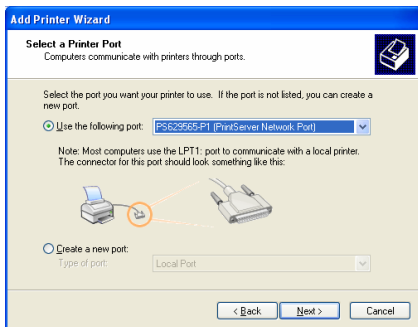 Add Printer Wizard
Select a Printer Port
Computers communicate with printers through ports.
Select the port you want your printer to use. If the port is not listed, you can create a
new port.
Use the following port: PS629565-P1 (PrintServer Network Port)
Note: Most computers use the LPT1: port to communicate with a local printer.
The connector for this port should look something like this:
Create a new port:
Type of port: Local Port
< Back Next > Cancel